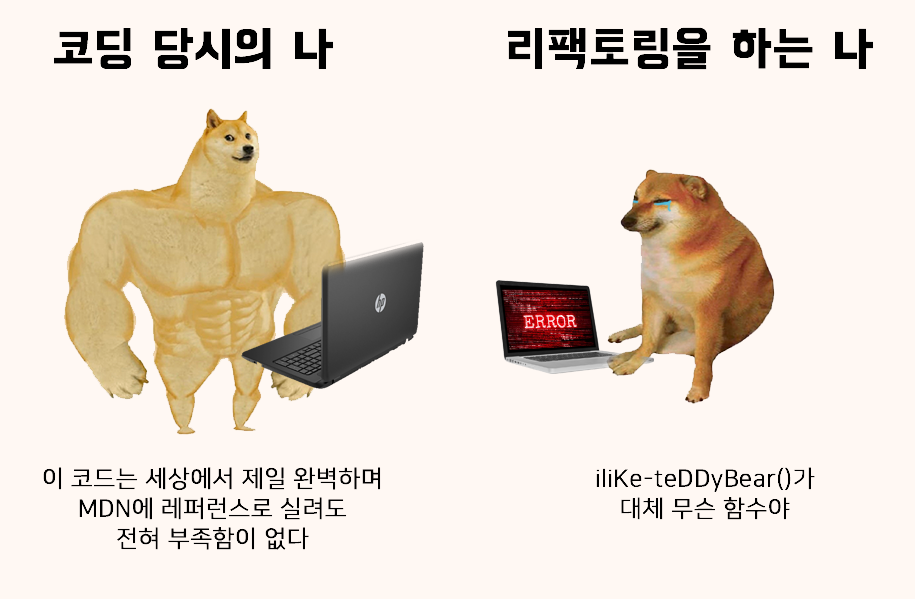 코딩 당시의 나
리팩토링을 하는 나
hp
ERROR
이 코드는 세상에서 제일 완벽하며
MDN에 레퍼런스로 실려도
전혀 부족함이 없다
iliKe-teDDyBear()가
대체 무슨 함수야